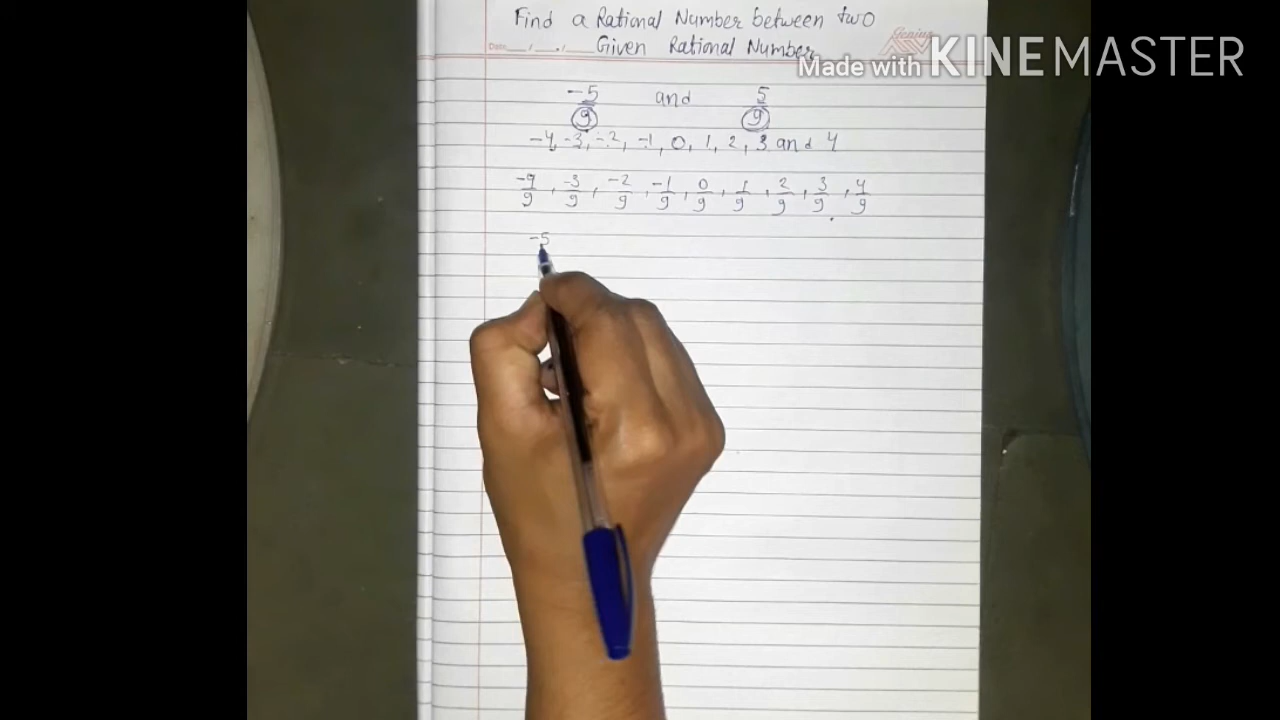 Find a Rational Number between two
Date___/___./___ Given Rational Number
Genius
Made with KINEMASTER
-5/9 and 5/9
-4, -3, -2, -1, 0, 1, 2, 3 and 4
-4/9, -3/9, -2/9, -1/9, 0/9, 1/9, 2/9, 3/9, 4/9
-5